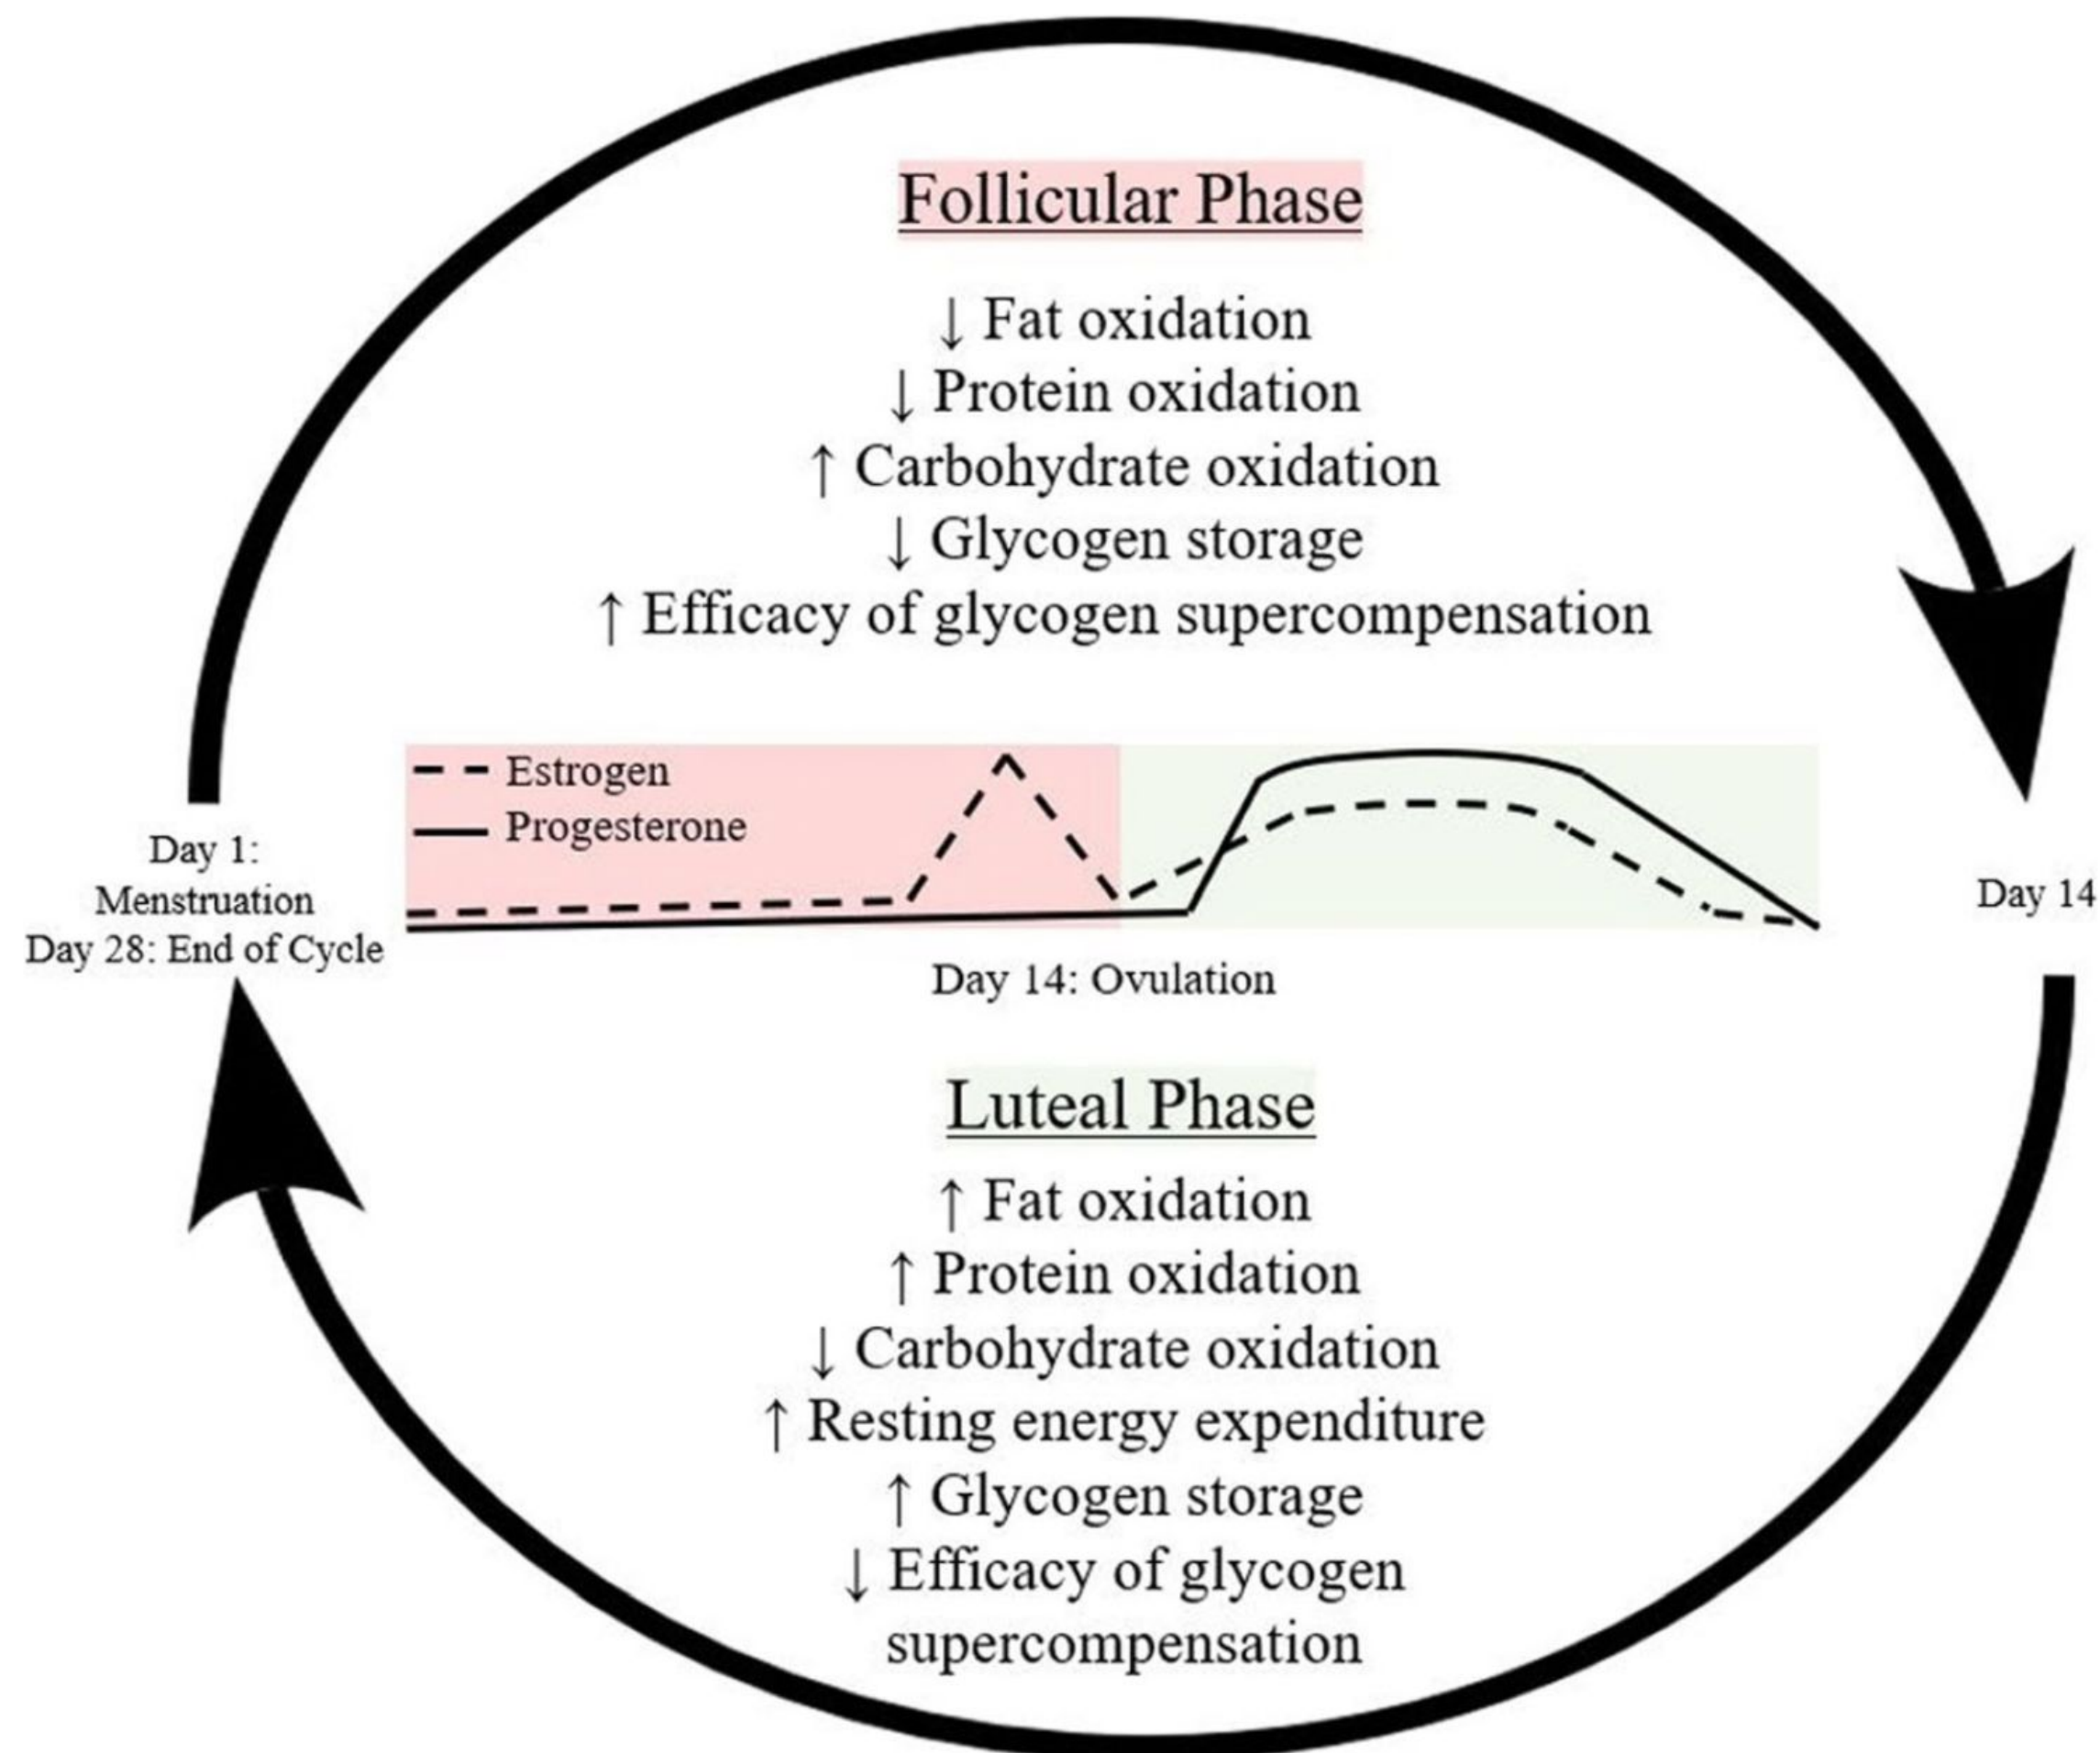 Follicular Phase
↓ Fat oxidation
↓ Protein oxidation
↑ Carbohydrate oxidation
↓ Glycogen storage
↑ Efficacy of glycogen supercompensation
Estrogen
Progesterone
Day 1:
Menstruation
Day 28: End of Cycle
Day 14
Day 14: Ovulation
Luteal Phase
↑ Fat oxidation
↑ Protein oxidation
↓ Carbohydrate oxidation
↑ Resting energy expenditure
↑ Glycogen storage
↓ Efficacy of glycogen
supercompensation